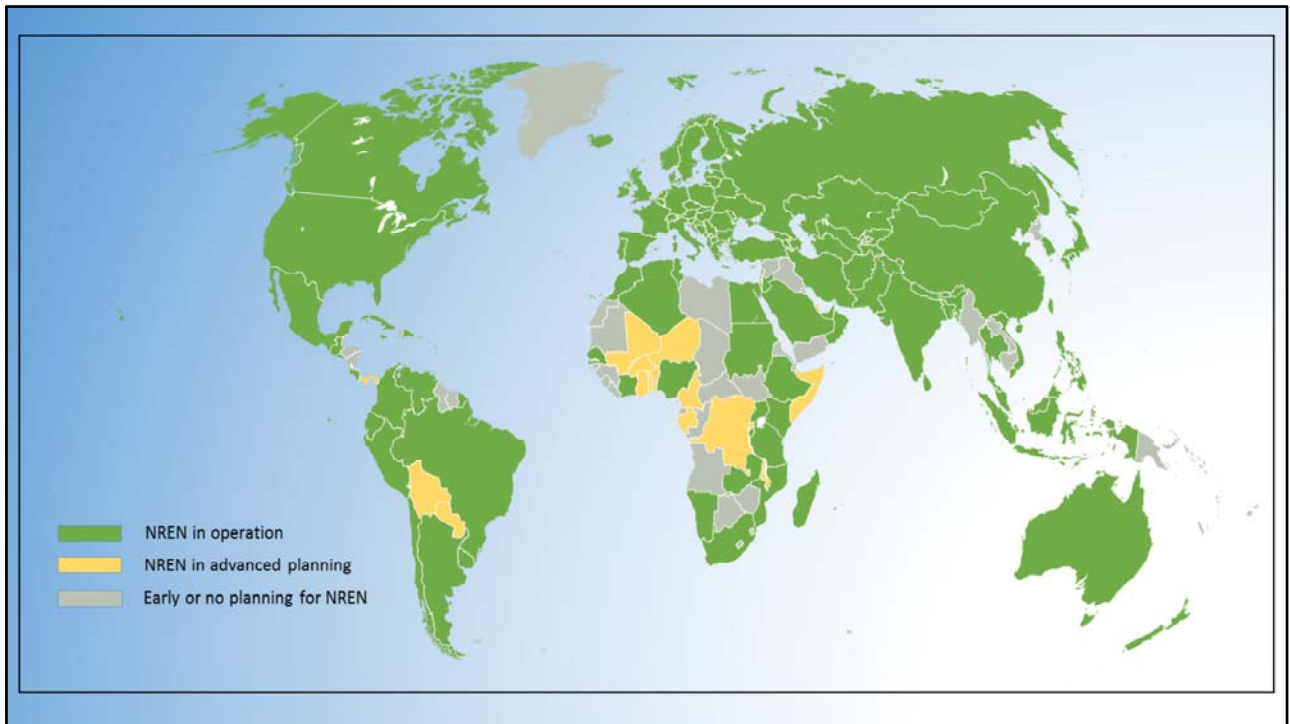 NREN in operation
NREN in advanced planning
Early or no planning for NREN